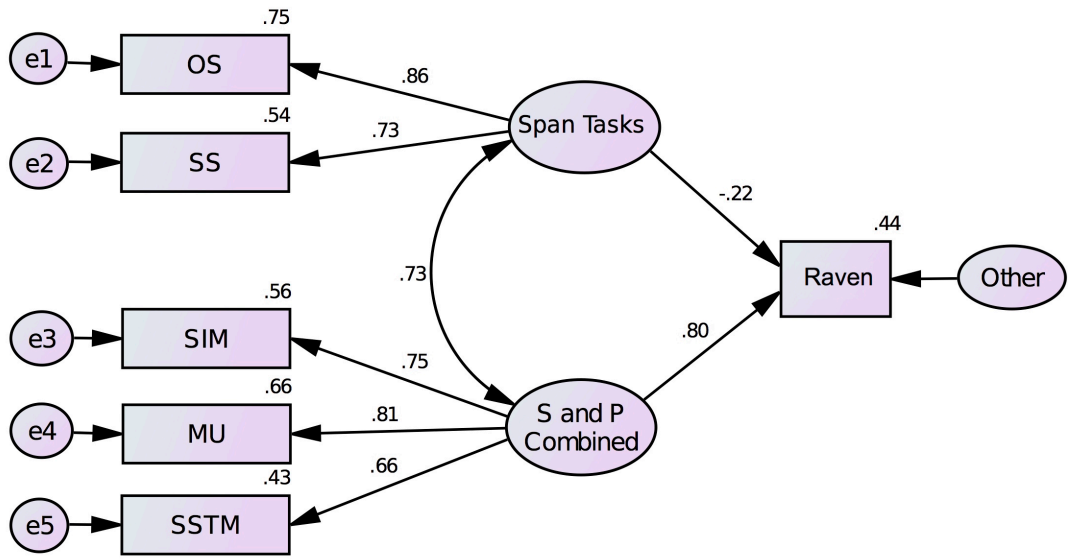 .75
e1
OS
.86
.54
Span Tasks
e2
SS
.73
-.22
.44
.73
Raven
Other
.56
e3
SIM
.75
.80
.66
e4
MU
.81
S and P
Combined
.43
.66
e5
SSTM